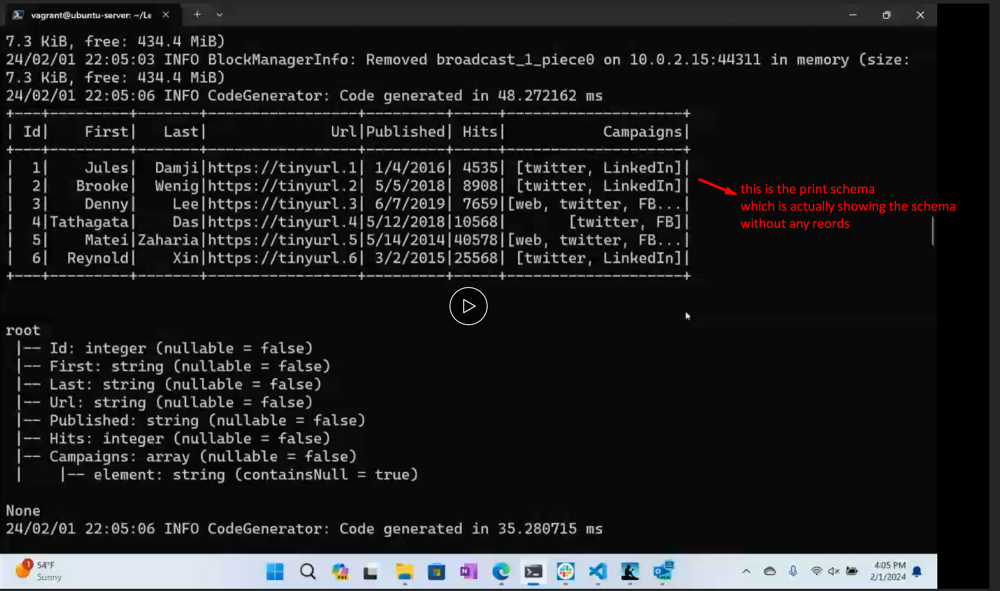 vagrant@ubuntu-server: ~/Le
7.3 KiB, free: 434.4 MiB)
24/02/01 22:05:03 INFO BlockManagerInfo: Removed broadcast_1_piece0 on 10.0.2.15:44311 in memory (size:
7.3 KiB, free: 434.4 MiB)
24/02/01 22:05:06 INFO CodeGenerator: Code generated in 48.272162 ms
+---+---------+-------+-----------------+---------+-----+--------------------+
| Id|    First|   Last|              Url|Published| Hits|           Campaigns|
+---+---------+-------+-----------------+---------+-----+--------------------+
|  1|    Jules|  Damji|https://tinyurl.1| 1/4/2016| 4535| [twitter, LinkedIn]|
|  2|   Brooke|  Wenig|https://tinyurl.2| 5/5/2018| 8908| [twitter, LinkedIn]|
|  3|    Denny|    Lee|https://tinyurl.3| 6/7/2019| 7659|[web, twitter, FB...|
|  4|Tathagata|    Das|https://tinyurl.4|5/12/2018|10568|       [twitter, FB]|
|  5|    Matei|Zaharia|https://tinyurl.5|5/14/2014|40578|[web, twitter, FB...|
|  6|  Reynold|    Xin|https://tinyurl.6| 3/2/2015|25568| [twitter, LinkedIn]|
+---+---------+-------+-----------------+---------+-----+--------------------+
this is the print schema
which is actually showing the schema
without any reords
root
 |-- Id: integer (nullable = false)
 |-- First: string (nullable = false)
 |-- Last: string (nullable = false)
 |-- Url: string (nullable = false)
 |-- Published: string (nullable = false)
 |-- Hits: integer (nullable = false)
 |-- Campaigns: array (nullable = false)
 |    |-- element: string (containsNull = true)
None
24/02/01 22:05:06 INFO CodeGenerator: Code generated in 35.280715 ms
1
54°F
Sunny
PRE
N
NEW
4:05 PM
2/1/2024